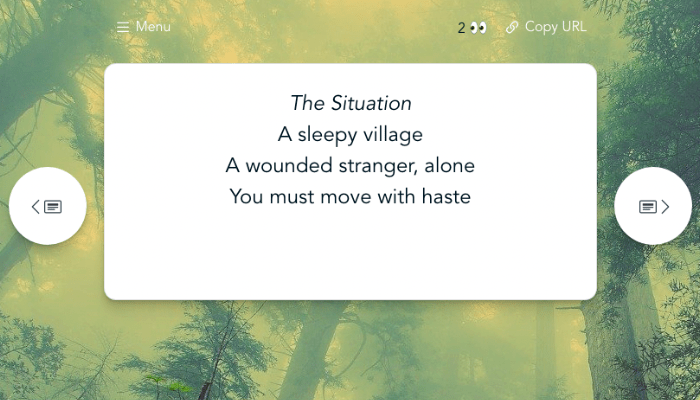 Menu
2 👀
Copy URL
The Situation
A sleepy village
A wounded stranger, alone
You must move with haste